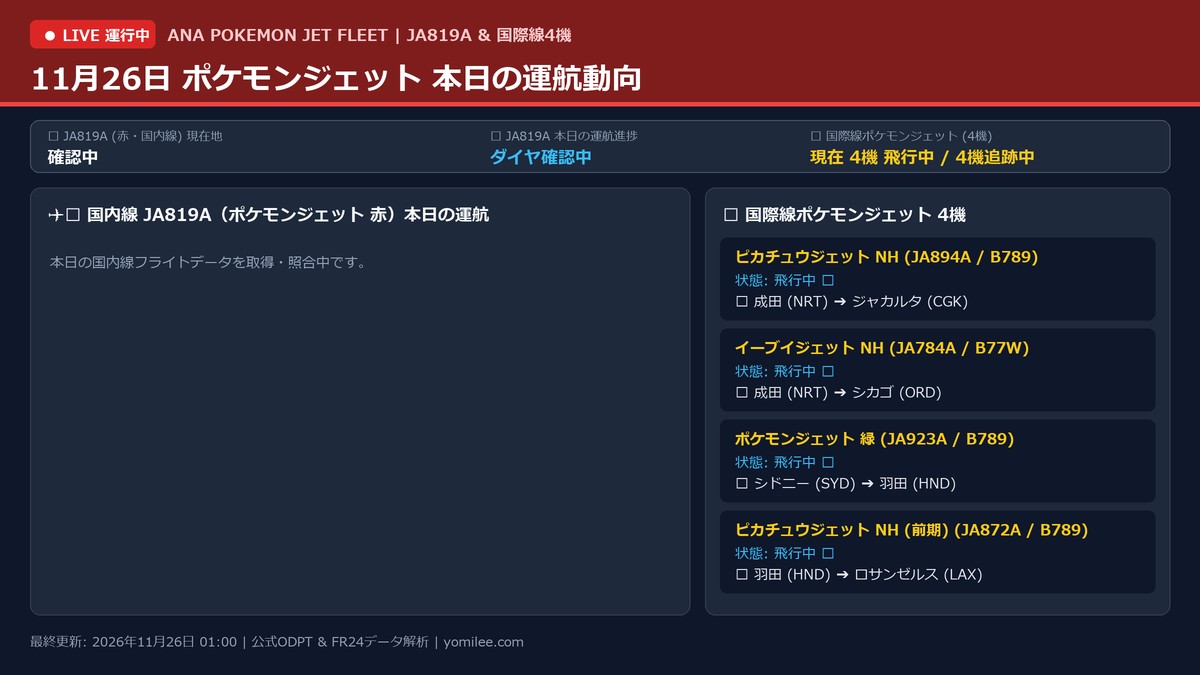 ● LIVE 運行中 ANA POKEMON JET FLEET | JA819A & 国際線4機
11月26日 ポケモンジェット 本日の運航動向
□ JA819A (赤・国内線) 現在地
確認中
□ JA819A 本日の運航進捗
ダイヤ確認中
□ 国際線ポケモンジェット (4機)
現在 4機 飛行中 / 4機追跡中
✈□ 国内線 JA819A（ポケモンジェット 赤）本日の運航
本日の国内線フライトデータを取得・照合中です。
□ 国際線ポケモンジェット 4機
ピカチュウジェット NH (JA894A / B789)
状態: 飛行中 □
□ 成田 (NRT) ➔ ジャカルタ (CGK)
イーブイジェット NH (JA784A / B77W)
状態: 飛行中 □
□ 成田 (NRT) ➔ シカゴ (ORD)
ポケモンジェット 緑 (JA923A / B789)
状態: 飛行中 □
□ シドニー (SYD) ➔ 羽田 (HND)
ピカチュウジェット NH (前期) (JA872A / B789)
状態: 飛行中 □
□ 羽田 (HND) ➔ ロサンゼルス (LAX)
最終更新: 2026年11月26日 01:00 | 公式ODPT & FR24データ解析 | yomilee.com